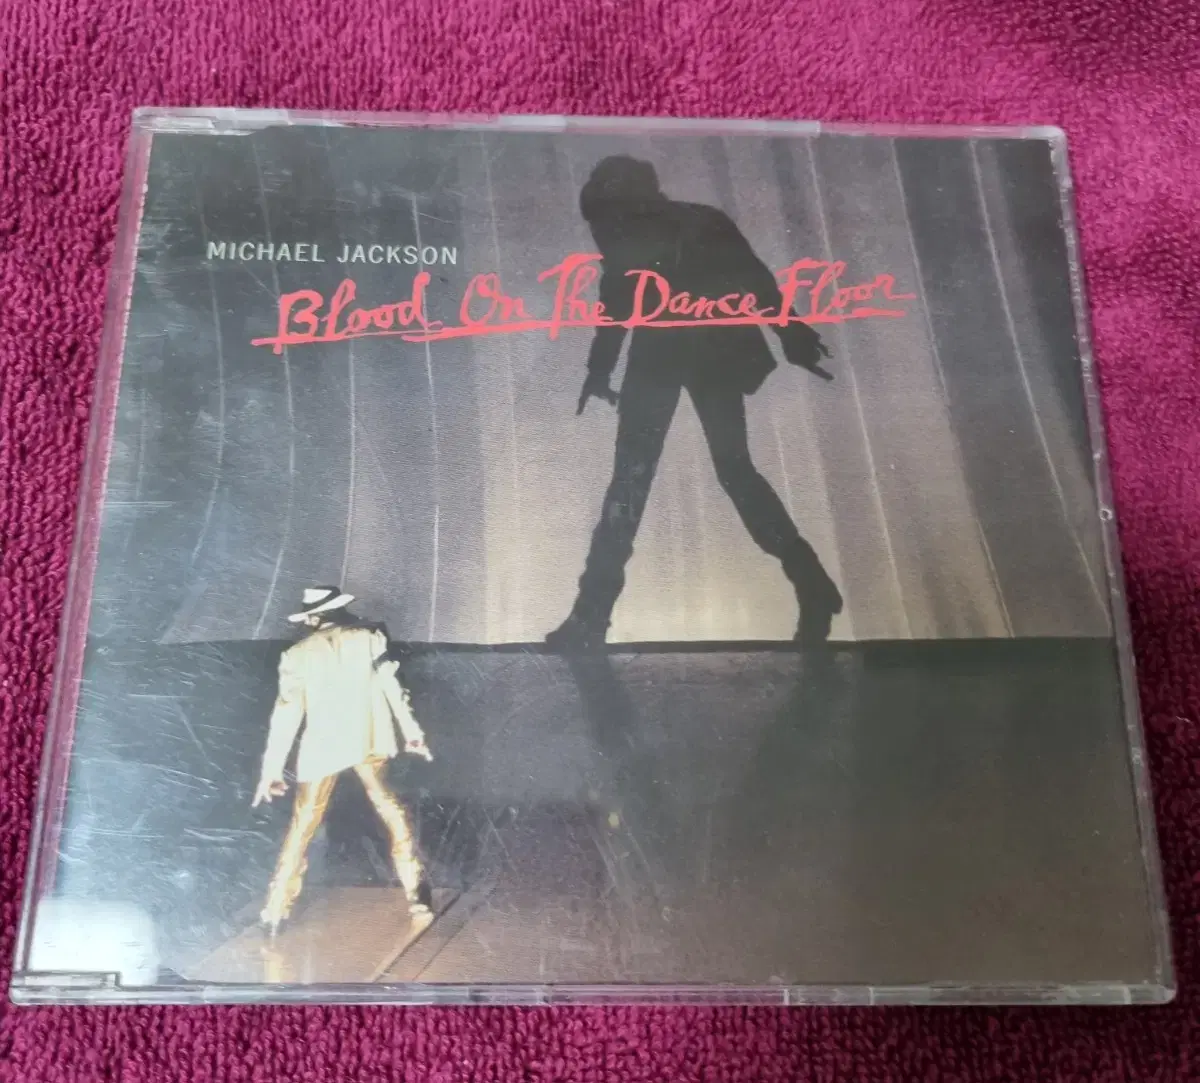 MICHAEL JACKSON
Blood On The Dance Floor